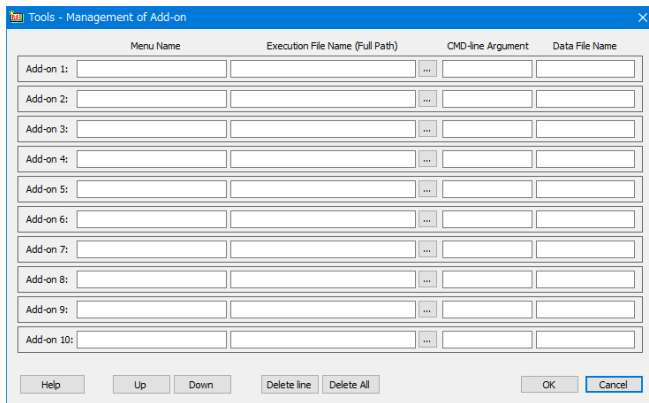 Tools - Management of Add-on
Menu Name Execution File Name (Full Path) CMD-line Argument Data File Name
Add-on 1: ...
Add-on 2: ...
Add-on 3: ...
Add-on 4: ...
Add-on 5: ...
Add-on 6: ...
Add-on 7: ...
Add-on 8: ...
Add-on 9: ...
Add-on 10: ...
Help Up Down Delete line Delete All OK Cancel